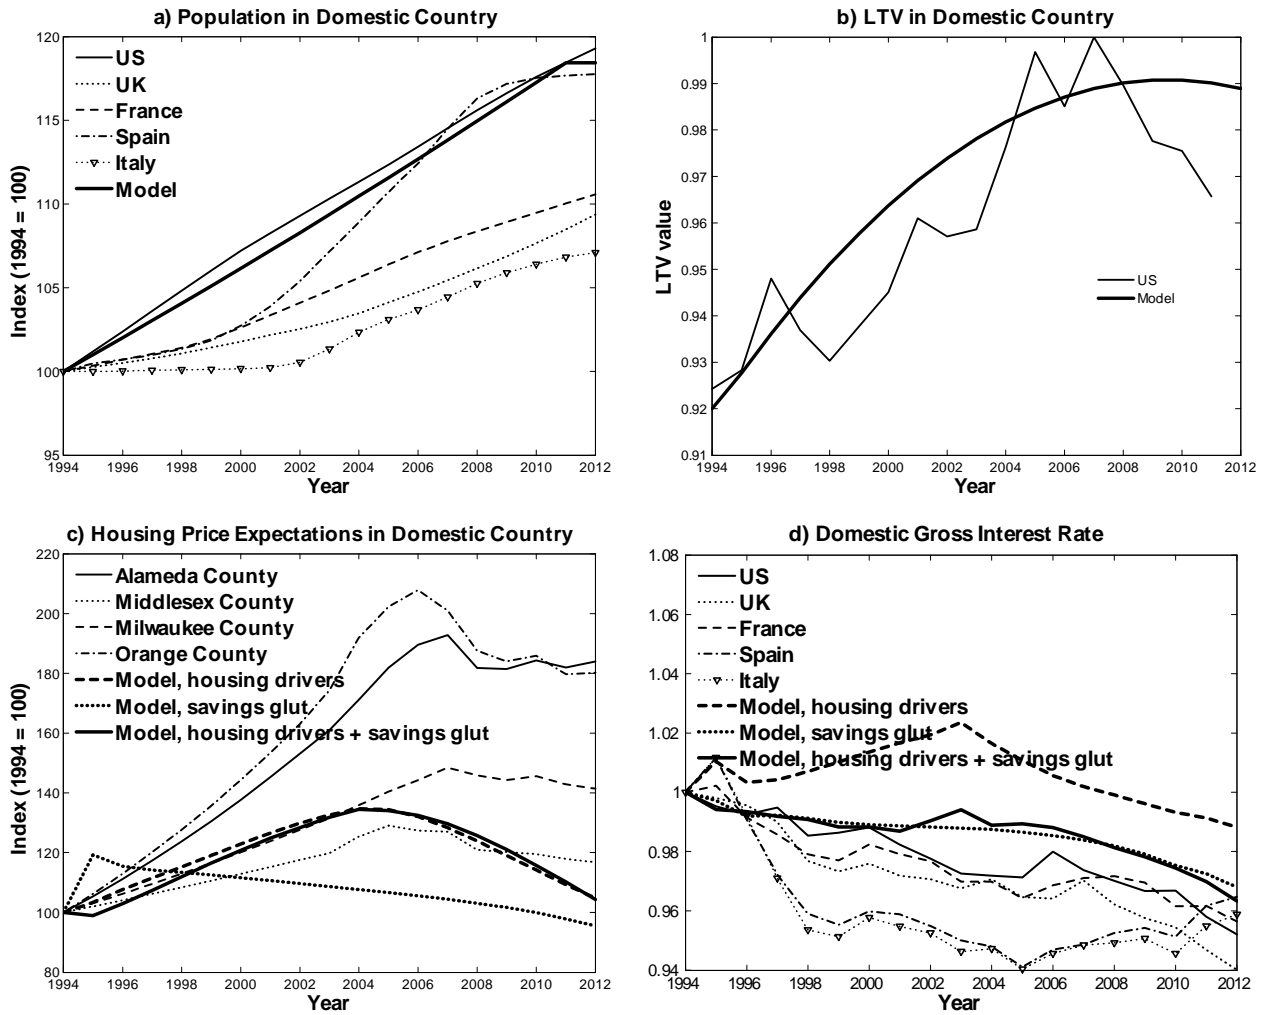 a) Population in Domestic Country
120
115
110
105
100
95
Index (1994 = 100)
US
UK
France
Spain
Italy
Model
1994 1996 1998 2000 2002 2004 2006 2008 2010 2012
Year
b) LTV in Domestic Country
1
0.99
0.98
0.97
0.96
0.95
0.94
0.93
0.92
0.91
LTV value
US
Model
1994 1996 1998 2000 2002 2004 2006 2008 2010 2012
Year
c) Housing Price Expectations in Domestic Country
220
200
180
160
140
120
100
80
Index (1994 = 100)
Alameda County
Middlesex County
Milwaukee County
Orange County
Model, housing drivers
Model, savings glut
Model, housing drivers + savings glut
1994 1996 1998 2000 2002 2004 2006 2008 2010 2012
Year
d) Domestic Gross Interest Rate
1.08
1.06
1.04
1.02
1
0.98
0.96
0.94
US
UK
France
Spain
Italy
Model, housing drivers
Model, savings glut
Model, housing drivers + savings glut
1994 1996 1998 2000 2002 2004 2006 2008 2010 2012
Year